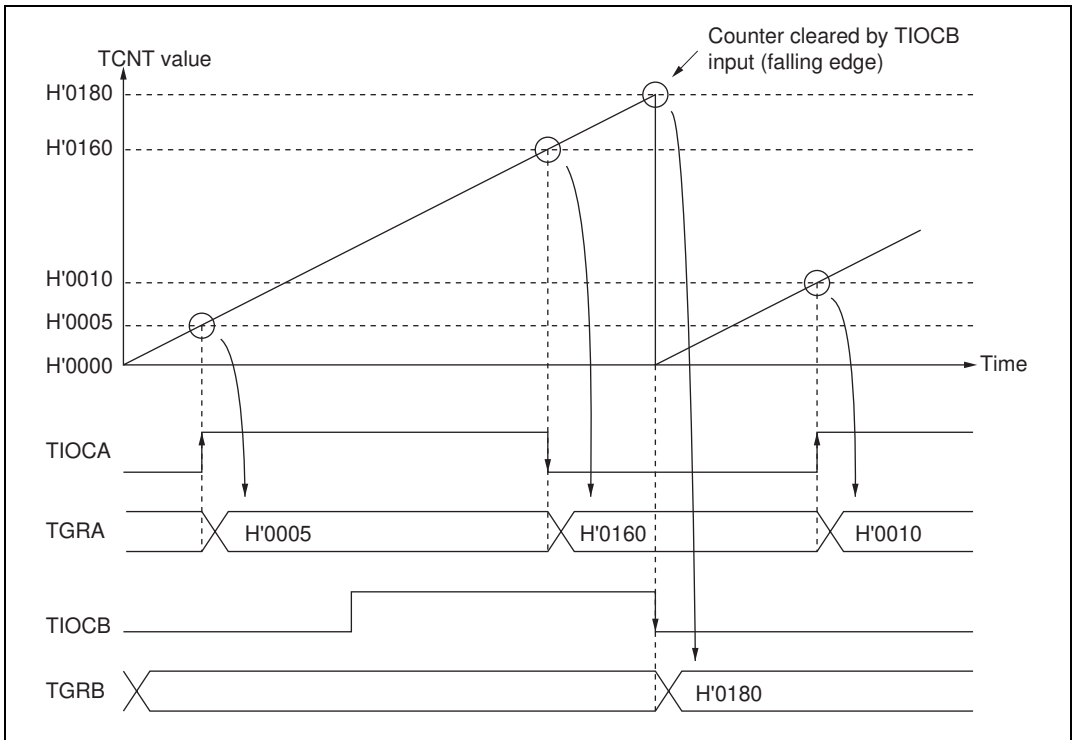 Counter cleared by TIOCB
input (falling edge)
TCNT value
H'0180
H'0160
H'0010
H'0005
H'0000
Time
TIOCA
TGRA
H'0005
H'0160
H'0010
TIOCB
TGRB
H'0180